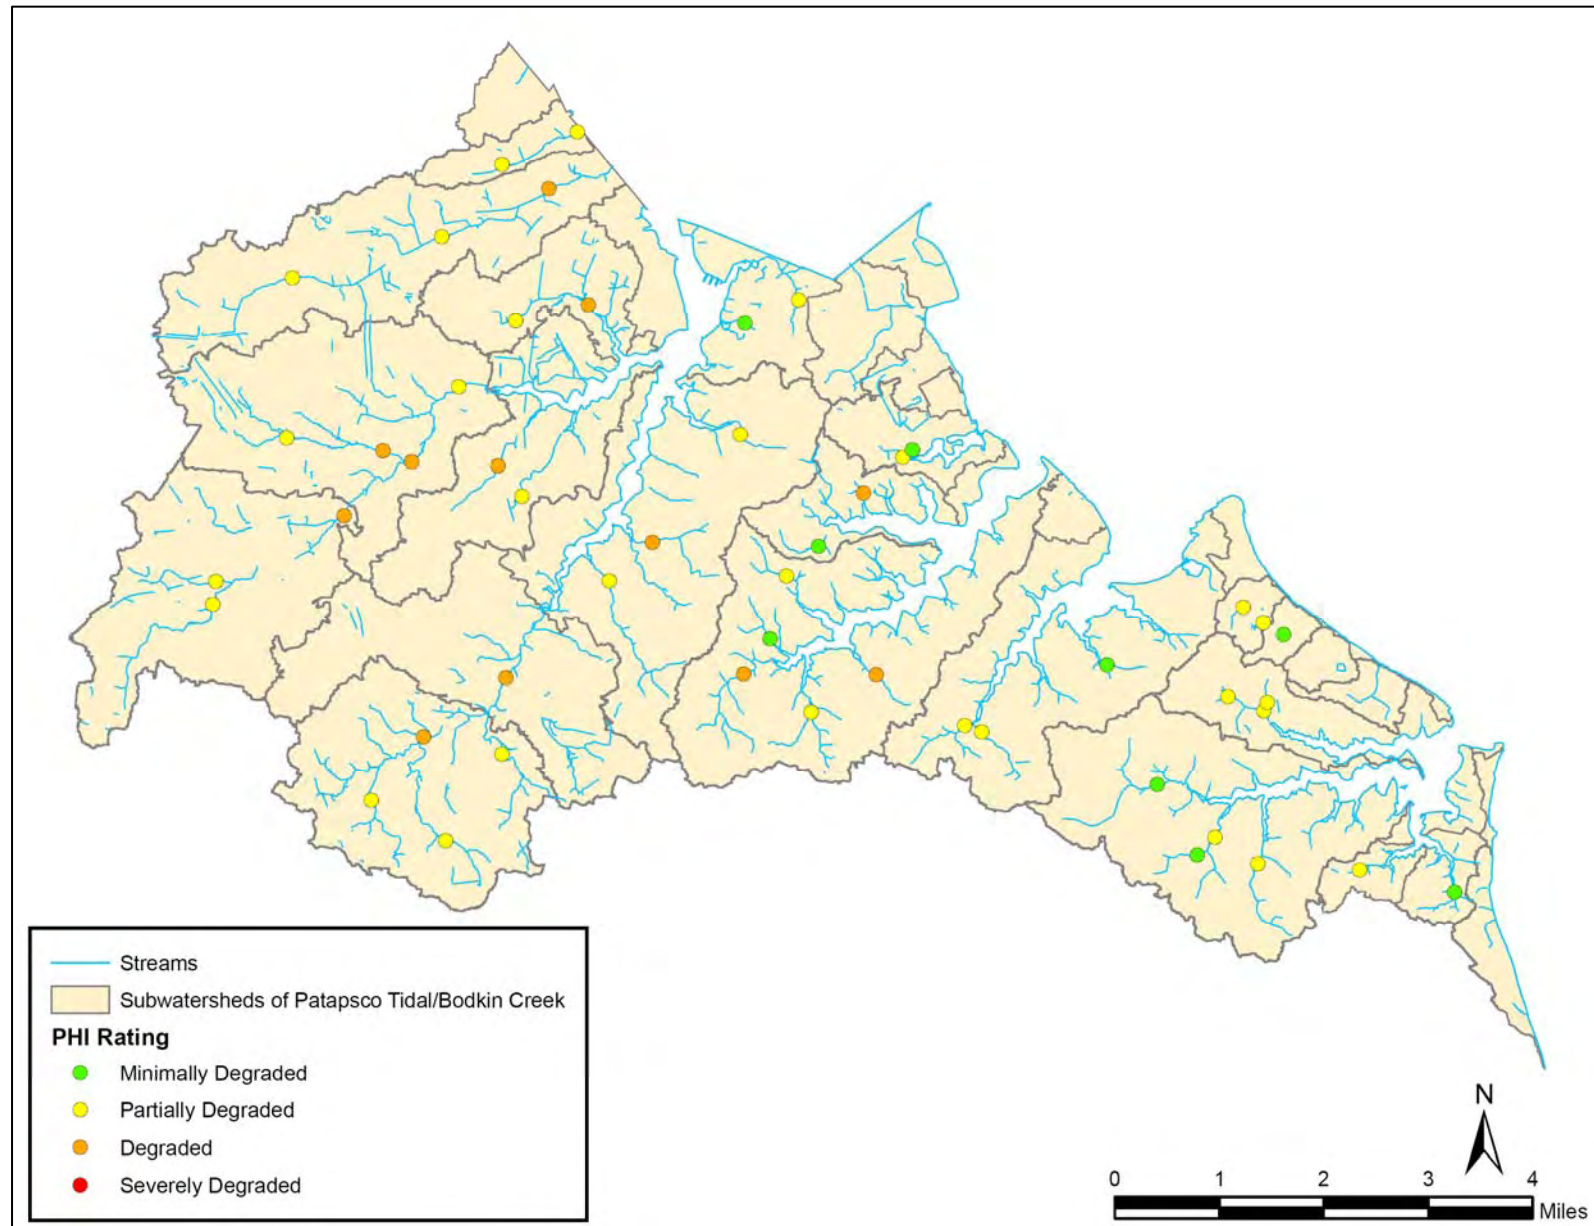 Streams
Subwatersheds of Patapsco Tidal/Bodkin Creek
PHI Rating
Minimally Degraded
Partially Degraded
Degraded
Severely Degraded
N
0 1 2 3 4
Miles